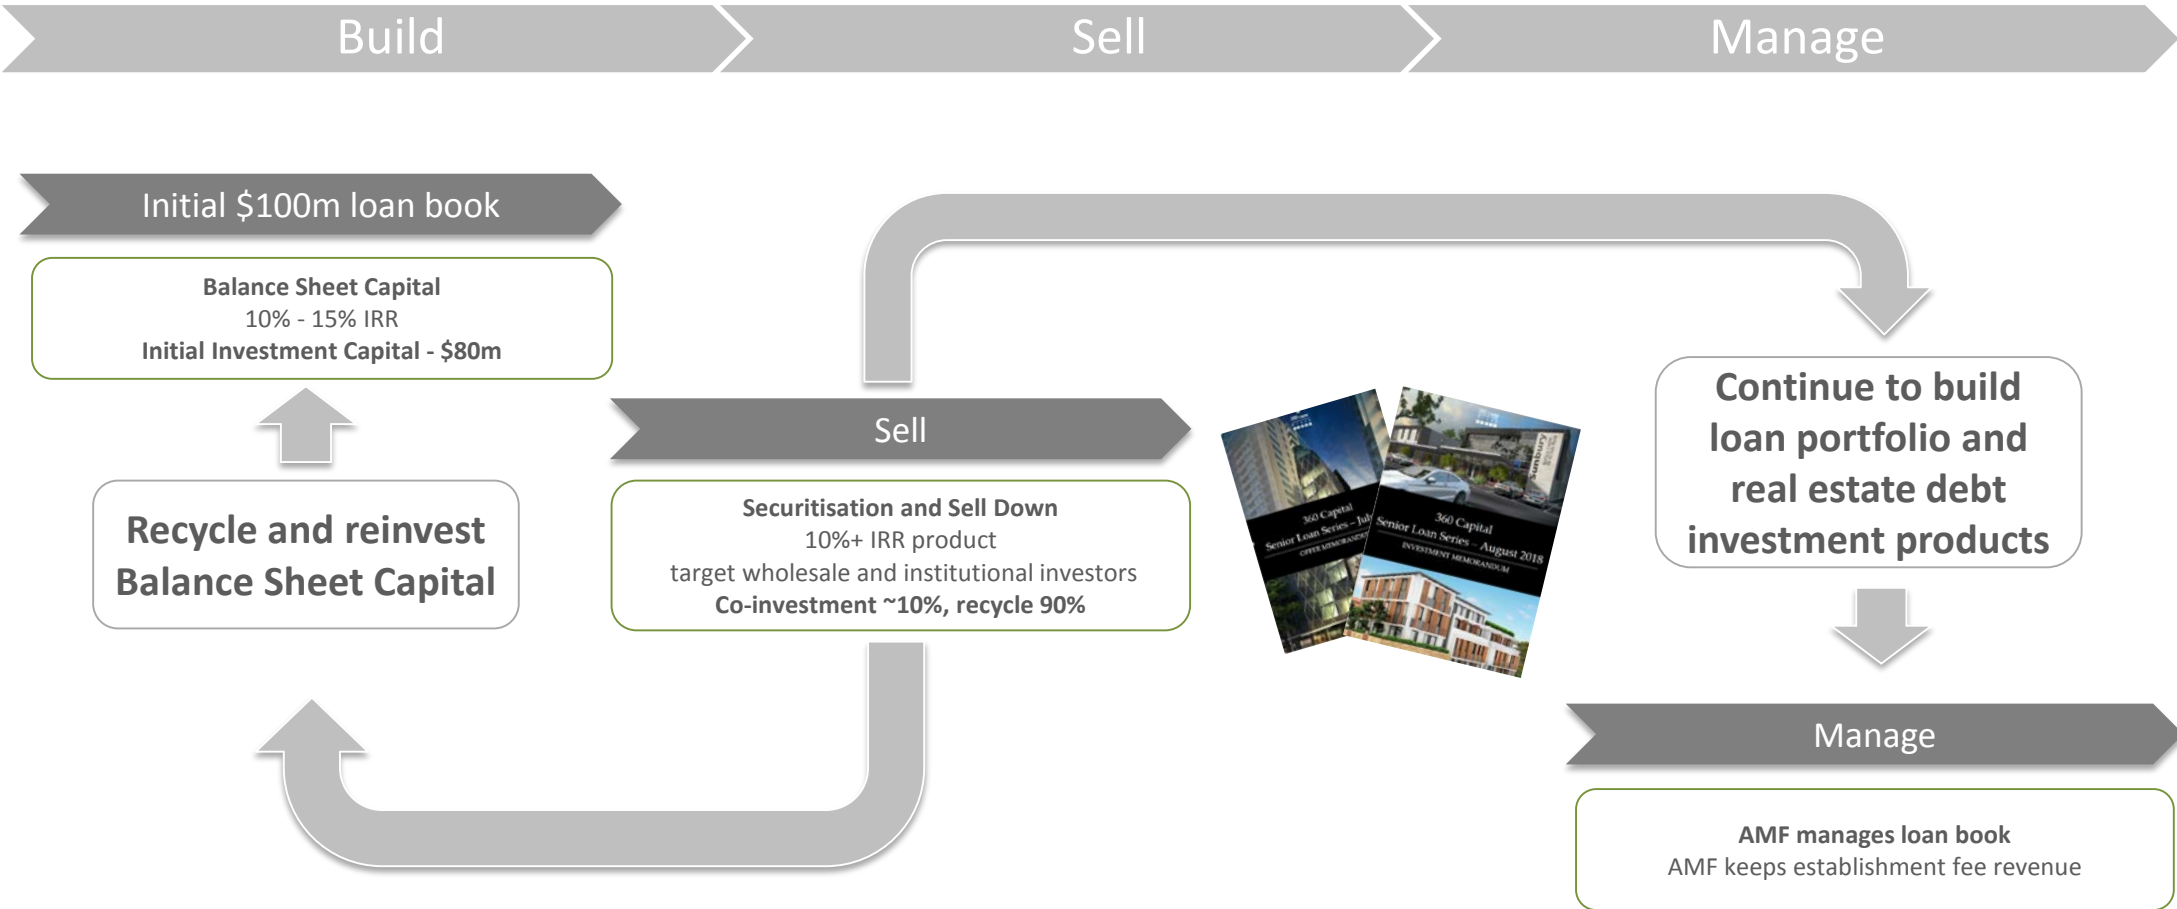 Build
Sell
Manage
Initial $100m loan book
Balance Sheet Capital
10% - 15% IRR
Initial Investment Capital - $80m
Recycle and reinvest
Balance Sheet Capital
Sell
Securitisation and Sell Down
10%+ IRR product
target wholesale and institutional investors
Co-investment ~10%, recycle 90%
360 Capital
Senior Loan Series – July
OFFER MEMORANDUM
Sunbury
360 Capital
Senior Loan Series – August 2018
INVESTMENT MEMORANDUM
Continue to build
loan portfolio and
real estate debt
investment products
Manage
AMF manages loan book
AMF keeps establishment fee revenue